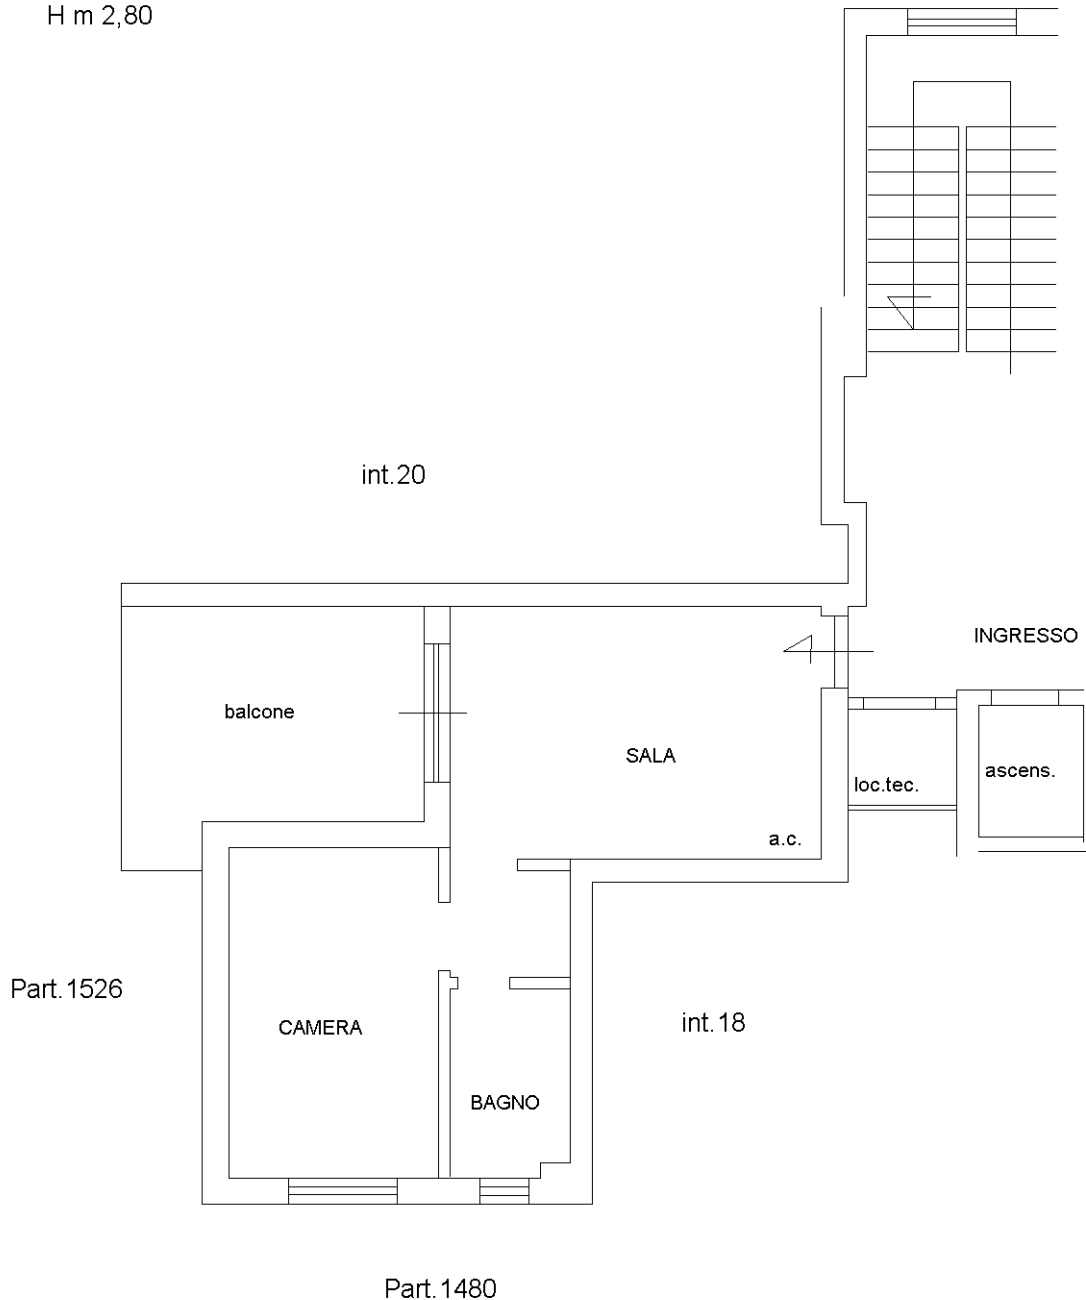 H m 2,80
int.20
INGRESSO
balcone
SALA
ascens.
loc.tec.
a.c.
Part.1526
int.18
CAMERA
BAGNO
Part.1480